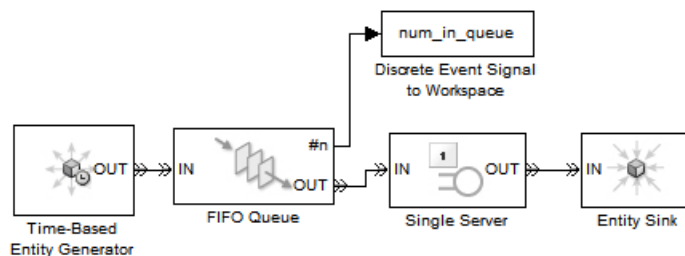 num_in_queue
Discrete Event Signal
to Workspace
#n
OUT
IN
OUT
IN
1
OUT
IN
Time-Based
Entity Generator
FIFO Queue
Single Server
Entity Sink